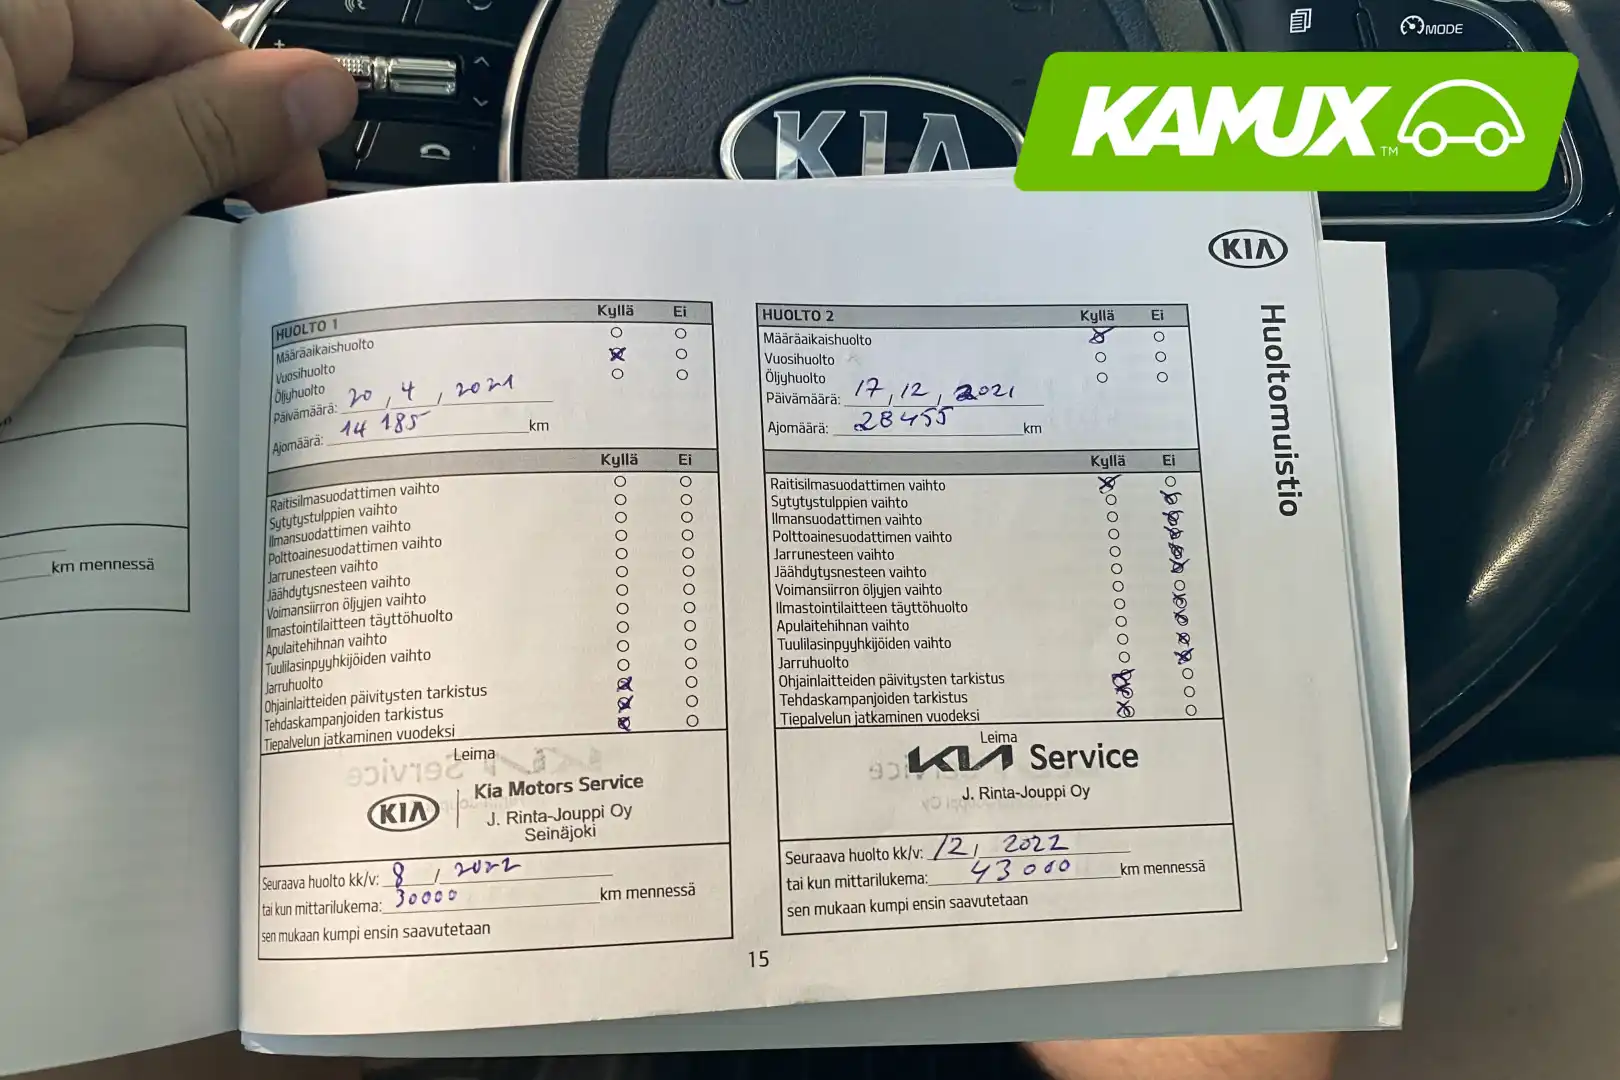 MODE
KIA
KAMUX™
KIA
Huoltomuistio
km mennessä
HUOLTO 1 Kyllä Ei
Määräaikaishuolto
Vuosihuolto
Öljyhuolto
Päivämäärä: 20, 4, 2021
Ajomäärä: 14 185 km
Kyllä Ei
Raitisilmasuodattimen vaihto
Sytytystulppien vaihto
Ilmansuodattimen vaihto
Polttoainesuodattimen vaihto
Jarrunesteen vaihto
Jäähdytysnesteen vaihto
Voimansiirron öljyjen vaihto
Ilmastointilaitteen täyttöhuolto
Apulaitehihnan vaihto
Tuulilasinpyyhkijöiden vaihto
Jarruhuolto
Ohjainlaitteiden päivitysten tarkistus
Tehdaskampanjoiden tarkistus
Tiepalvelun jatkaminen vuodeksi
Leima
KIA Kia Motors Service
J. Rinta-Jouppi Oy
Seinäjoki
Seuraava huolto kk/v: 8 / 2022
tai kun mittarilukema: 30000 km mennessä
sen mukaan kumpi ensin saavutetaan
HUOLTO 2 Kyllä Ei
Määräaikaishuolto
Vuosihuolto
Öljyhuolto
Päivämäärä: 17, 12, 2021
Ajomäärä: 28455 km
Kyllä Ei
Raitisilmasuodattimen vaihto
Sytytystulppien vaihto
Ilmansuodattimen vaihto
Polttoainesuodattimen vaihto
Jarrunesteen vaihto
Jäähdytysnesteen vaihto
Voimansiirron öljyjen vaihto
Ilmastointilaitteen täyttöhuolto
Apulaitehihnan vaihto
Tuulilasinpyyhkijöiden vaihto
Jarruhuolto
Ohjainlaitteiden päivitysten tarkistus
Tehdaskampanjoiden tarkistus
Tiepalvelun jatkaminen vuodeksi
Leima
KIA Service
J. Rinta-Jouppi Oy
Seuraava huolto kk/v: 12, 2022
tai kun mittarilukema: 43000 km mennessä
sen mukaan kumpi ensin saavutetaan
15